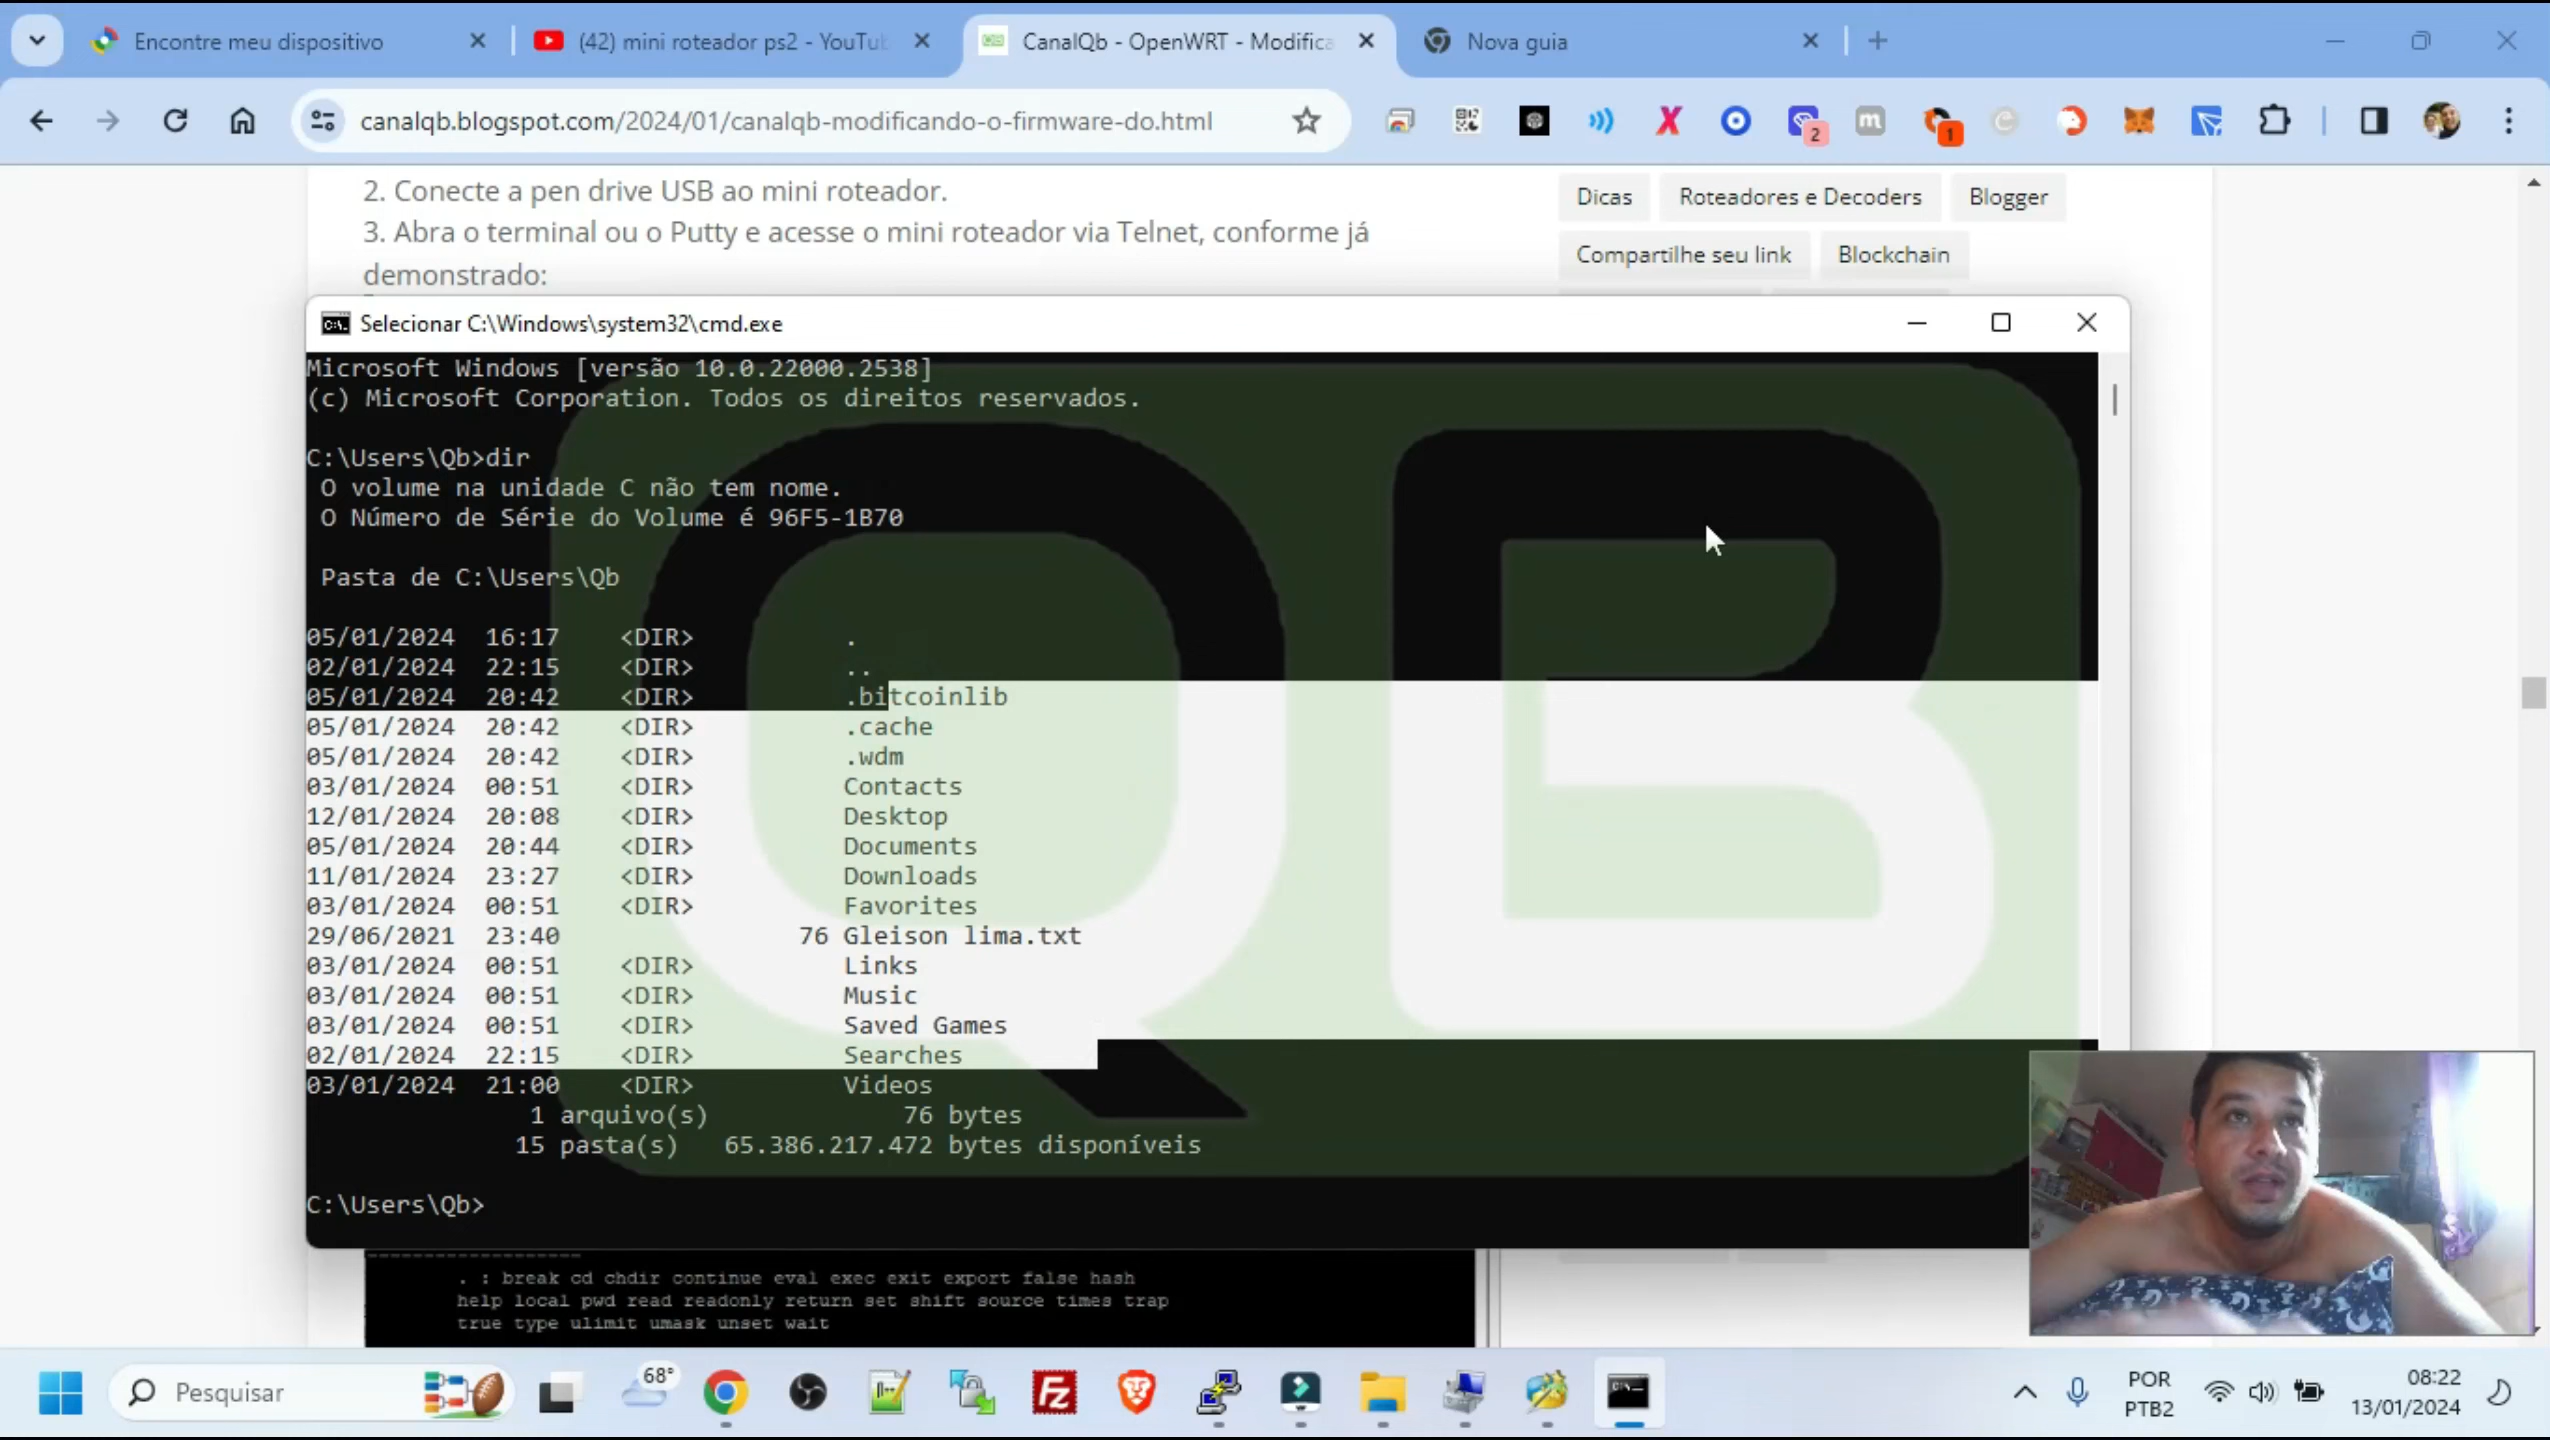 Encontre meu dispositivo
(42) mini roteador ps2 - YouTu
CanalQb - OpenWRT - Modifica
Nova guia
canalqb.blogspot.com/2024/01/canalqb-modificando-o-firmware-do.html
2
1
2. Conecte a pen drive USB ao mini roteador.
3. Abra o terminal ou o Putty e acesse o mini roteador via Telnet, conforme já
demonstrado:
Dicas
Roteadores e Decoders
Blogger
Compartilhe seu link
Blockchain
Selecionar C:\Windows\system32\cmd.exe
Microsoft Windows [versão 10.0.22000.2538]
(c) Microsoft Corporation. Todos os direitos reservados.
C:\Users\Qb>dir
O volume na unidade C não tem nome.
O Número de Série do Volume é 96F5-1B70
Pasta de C:\Users\Qb
05/01/2024 16:17 <DIR> .
02/01/2024 22:15 <DIR> ..
05/01/2024 20:42 <DIR> .bitcoinlib
05/01/2024 20:42 <DIR> .cache
05/01/2024 20:42 <DIR> .wdm
03/01/2024 00:51 <DIR> Contacts
12/01/2024 20:08 <DIR> Desktop
05/01/2024 20:44 <DIR> Documents
11/01/2024 23:27 <DIR> Downloads
03/01/2024 00:51 <DIR> Favorites
29/06/2021 23:40 76 Gleison lima.txt
03/01/2024 00:51 <DIR> Links
03/01/2024 00:51 <DIR> Music
03/01/2024 00:51 <DIR> Saved Games
02/01/2024 22:15 <DIR> Searches
03/01/2024 21:00 <DIR> Videos
1 arquivo(s) 76 bytes
15 pasta(s) 65.386.217.472 bytes disponíveis
C:\Users\Qb>
QB
-------------------
. : break cd chdir continue eval exec exit export false hash
help local pwd read readonly return set shift source times trap
true type ulimit umask unset wait
Pesquisar
68°
POR
PTB2
08:22
13/01/2024